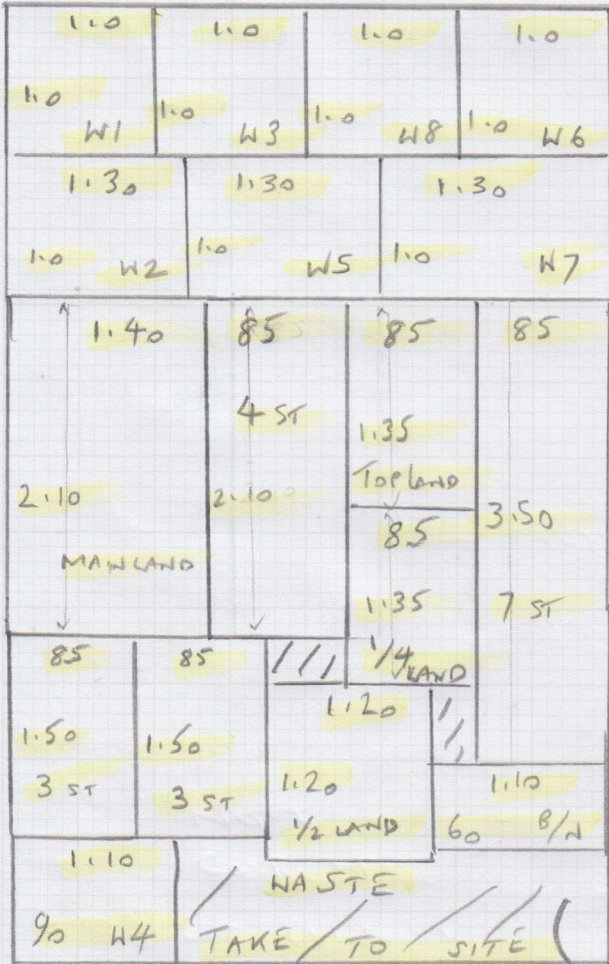 1.0 1.0 1.0 1.0
1.0 1.0 1.0 1.0
W1 W3 W8 W6
1.30 1.30 1.30
1.0 W2 1.0 W5 1.0 W7
1.40 85 85 85
4 ST
1.35
TOP LAND
2.10 2.10 3.50
85
MAINLAND
1.35 7 ST
1/4 LAND
85 85
1.20
1.50 1.50
1.20 1.10
3 ST 3 ST
1/2 LAND 60 B/N
1.10
WASTE
90 W4 TAKE TO SITE